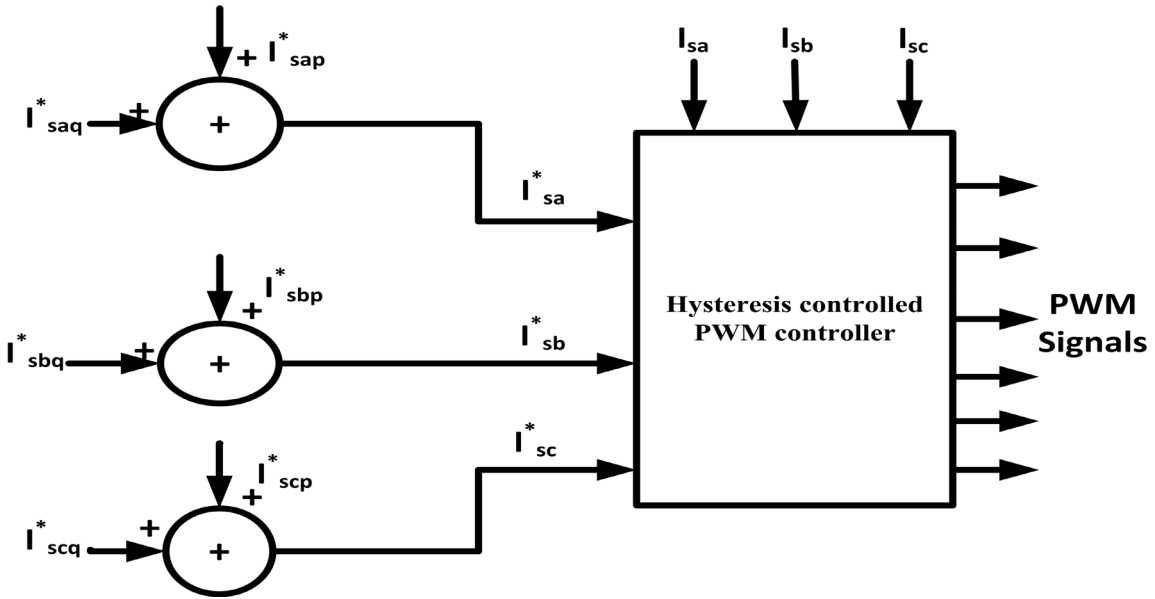 + I*sap
I*saq +
+
I*sa
Isa Isb Isc
+ I*sbp
I*sbq +
+
I*sb
Hysteresis controlled
PWM controller
PWM
Signals
I*scp
+
I*scq +
+
I*sc